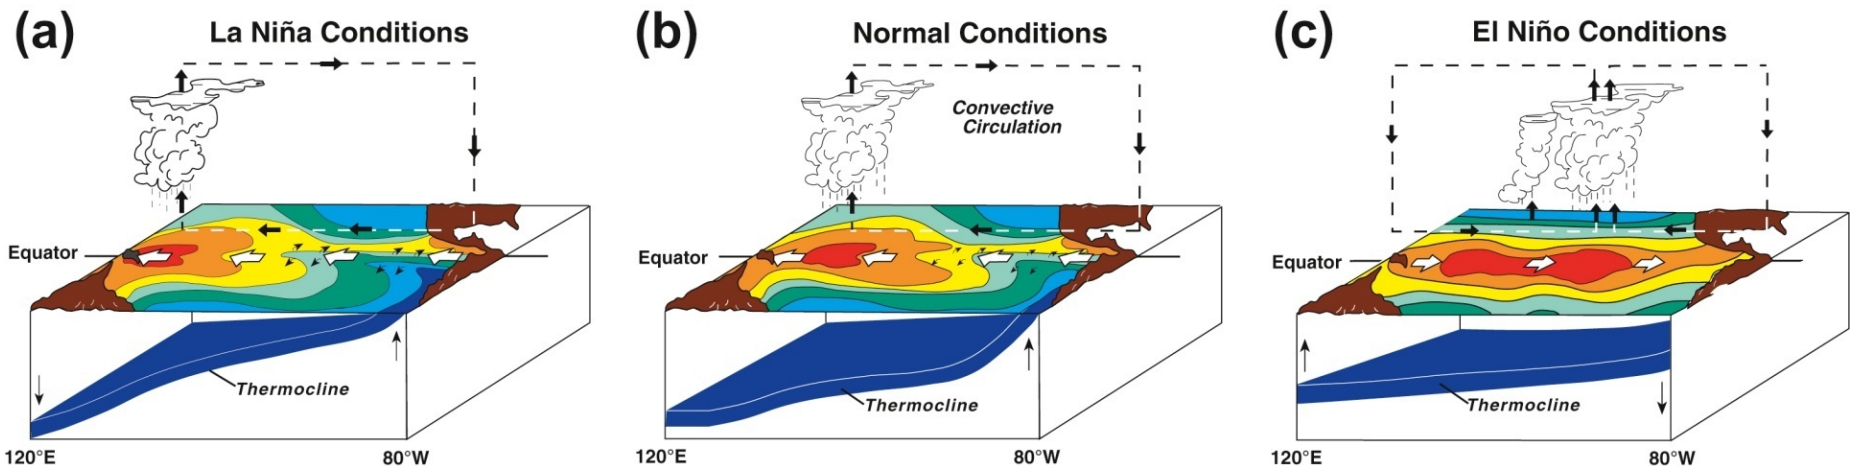 (a)
La Niña Conditions
Equator
Thermocline
120°E
80°W
(b)
Normal Conditions
Convective
Circulation
Equator
Thermocline
120°E
80°W
(c)
El Niño Conditions
Equator
Thermocline
120°E
80°W